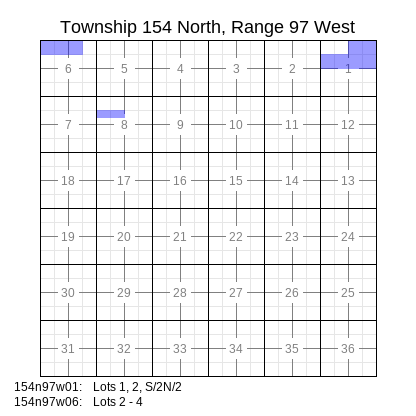 Township 154 North, Range 97 West
6 5 4 3 2 1
7 8 9 10 11 12
18 17 16 15 14 13
19 20 21 22 23 24
30 29 28 27 26 25
31 32 33 34 35 36
154n97w01: Lots 1, 2, S/2N/2
154n97w06: Lots 2 - 4